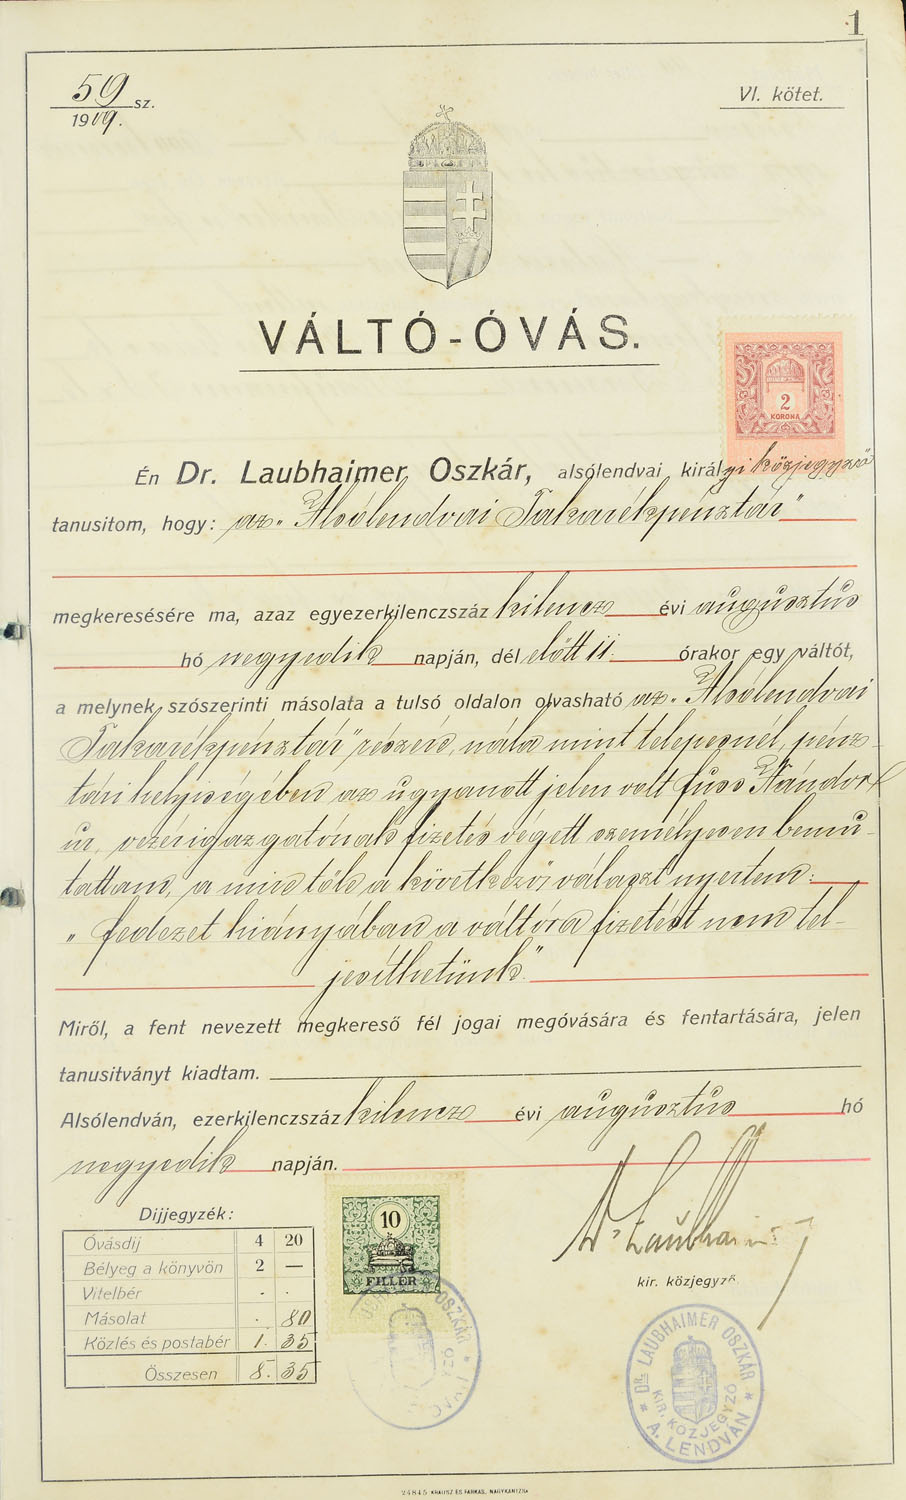 1
59 sz.
1909.
VI. kötet.
VÁLTÓ-ÓVÁS.
2
KORONA
Én Dr. Laubhaimer Oszkár, alsólendvai királyi közjegyző
tanusitom, hogy: az „Alsólendvai Takarékpénztár"
megkeresésére ma, azaz egyezerkilenczszáz kilencz évi augusztus
hó negyedik napján, dél előtt 11 órakor egy váltót,
a melynek szószerinti másolata a tulsó oldalon olvasható az „Alsólendvai
Takarékpénztár" részére, nála mint telepesnél, pénz-
tári helyiségében az ugyanott jelen volt Fuss Nándor
ur, vezérigazgatónak fizetés végett személyesen bemu-
tattam, a mire tőle a következő választ nyertem:
„fedezet hiányában a váltóra fizetést nem tel-
jesíthetünk."
Miről, a fent nevezett megkereső fél jogai megóvására és fentartására, jelen
tanusitványt kiadtam.
Alsólendván, ezerkilenczszáz kilencz évi augusztus hó
negyedik napján.
Dijjegyzék:
Óvásdij 4 20
Bélyeg a könyvön 2 —
Vitelbér . .
Másolat . 80
Közlés és postabér 1. 35
Összesen 8. 35
10
FILLÉR
OSZKÁR
Dr Laubhaimer
kir. közjegyző.
DR. LAUBHAIMER OSZKÁR
KIR. KÖZJEGYZŐ
* A. LENDVÁN *
24845 KRAUSZ ÉS FARKAS, NAGYKANIZSA